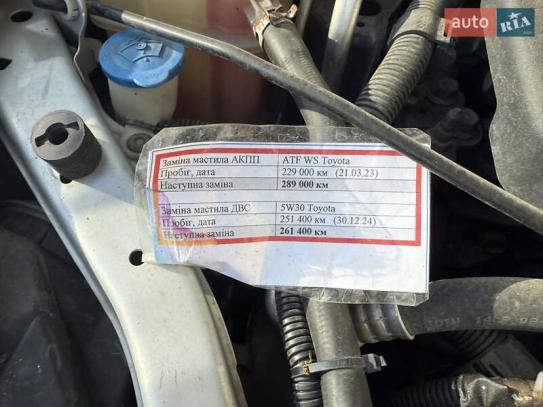 auto RIA
Заміна мастила АКПП ATF WS Toyota
Пробіг, дата 229 000 км (21.03.23)
Наступна заміна 289 000 км
Заміна мастила ДВС 5W30 Toyota
Пробіг, дата 251 400 км (30.12.24)
Наступна заміна 261 400 км